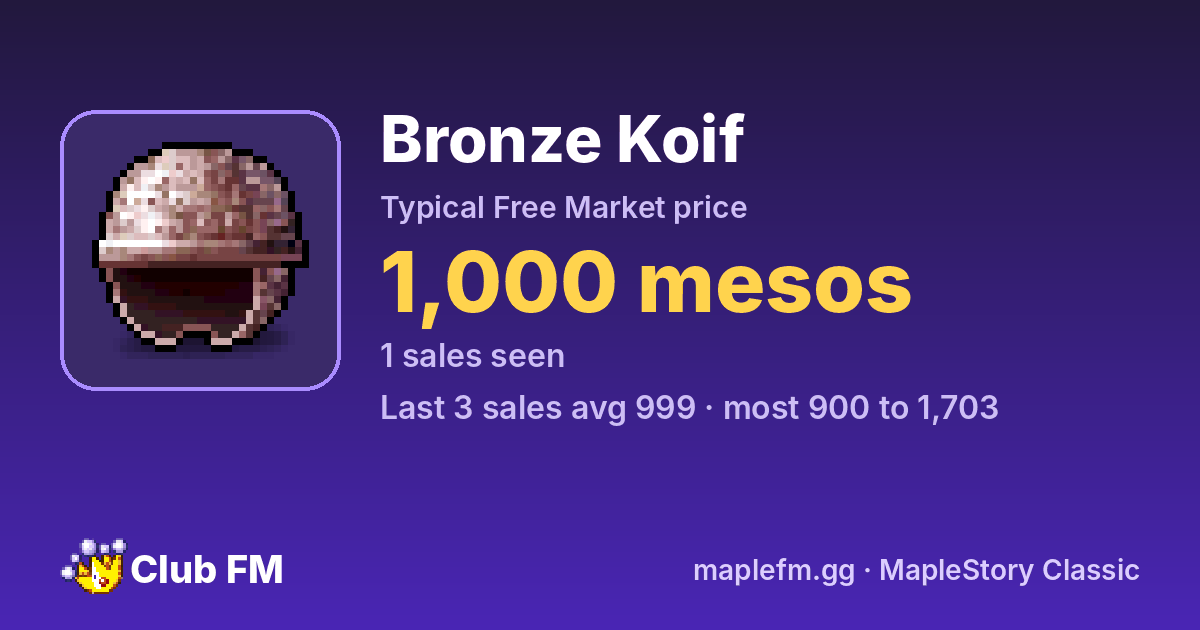 Bronze Koif
Typical Free Market price
1,000 mesos
1 sales seen
Last 3 sales avg 999 · most 900 to 1,703
Club FM
maplefm.gg · MapleStory Classic